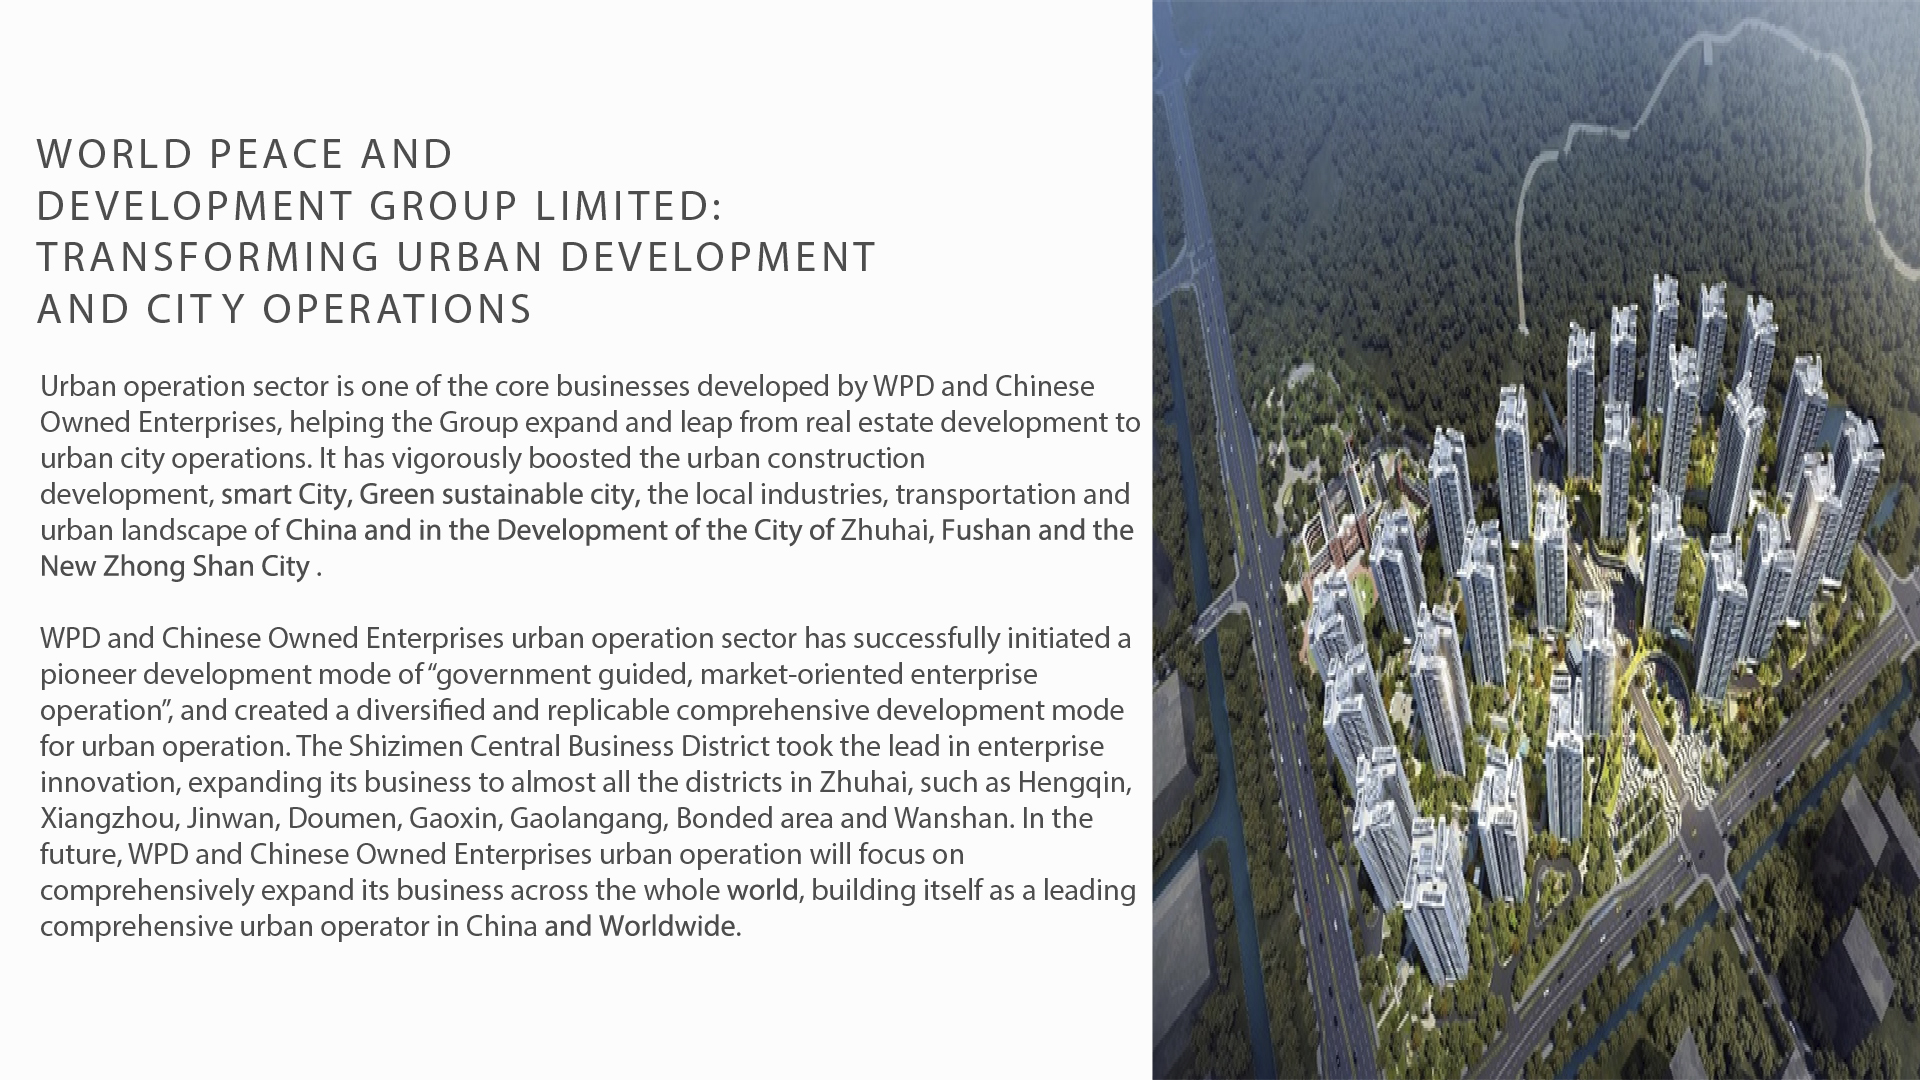 WORLD PEACE AND
DEVELOPMENT GROUP LIMITED:
TRANSFORMING URBAN DEVELOPMENT
AND CITY OPERATIONS
Urban operation sector is one of the core businesses developed by WPD and Chinese
Owned Enterprises, helping the Group expand and leap from real estate development to
urban city operations. It has vigorously boosted the urban construction
development, smart City, Green sustainable city, the local industries, transportation and
urban landscape of China and in the Development of the City of Zhuhai, Fushan and the
New Zhong Shan City .
WPD and Chinese Owned Enterprises urban operation sector has successfully initiated a
pioneer development mode of “government guided, market-oriented enterprise
operation”, and created a diversified and replicable comprehensive development mode
for urban operation. The Shizimen Central Business District took the lead in enterprise
innovation, expanding its business to almost all the districts in Zhuhai, such as Hengqin,
Xiangzhou, Jinwan, Doumen, Gaoxin, Gaolangang, Bonded area and Wanshan. In the
future, WPD and Chinese Owned Enterprises urban operation will focus on
comprehensively expand its business across the whole world, building itself as a leading
comprehensive urban operator in China and Worldwide.